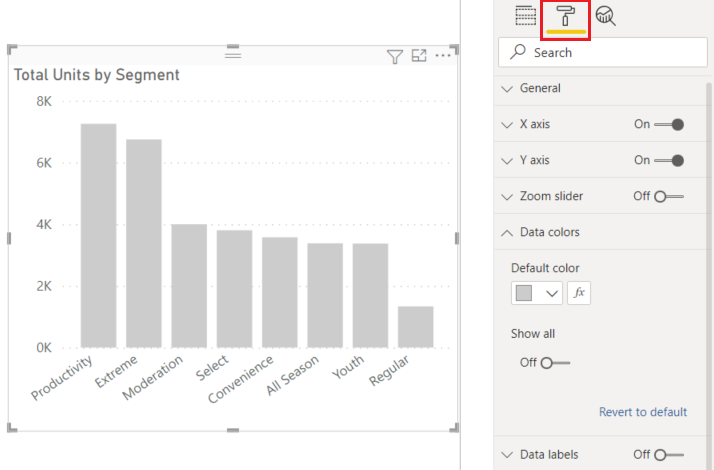 Total Units by Segment
8K
6K
4K
2K
0K
Productivity
Extreme
Moderation
Select
Convenience
All Season
Youth
Regular
Search
General
X axis On
Y axis On
Zoom slider Off
Data colors
Default color
fx
Show all
Off
Revert to default
Data labels Off